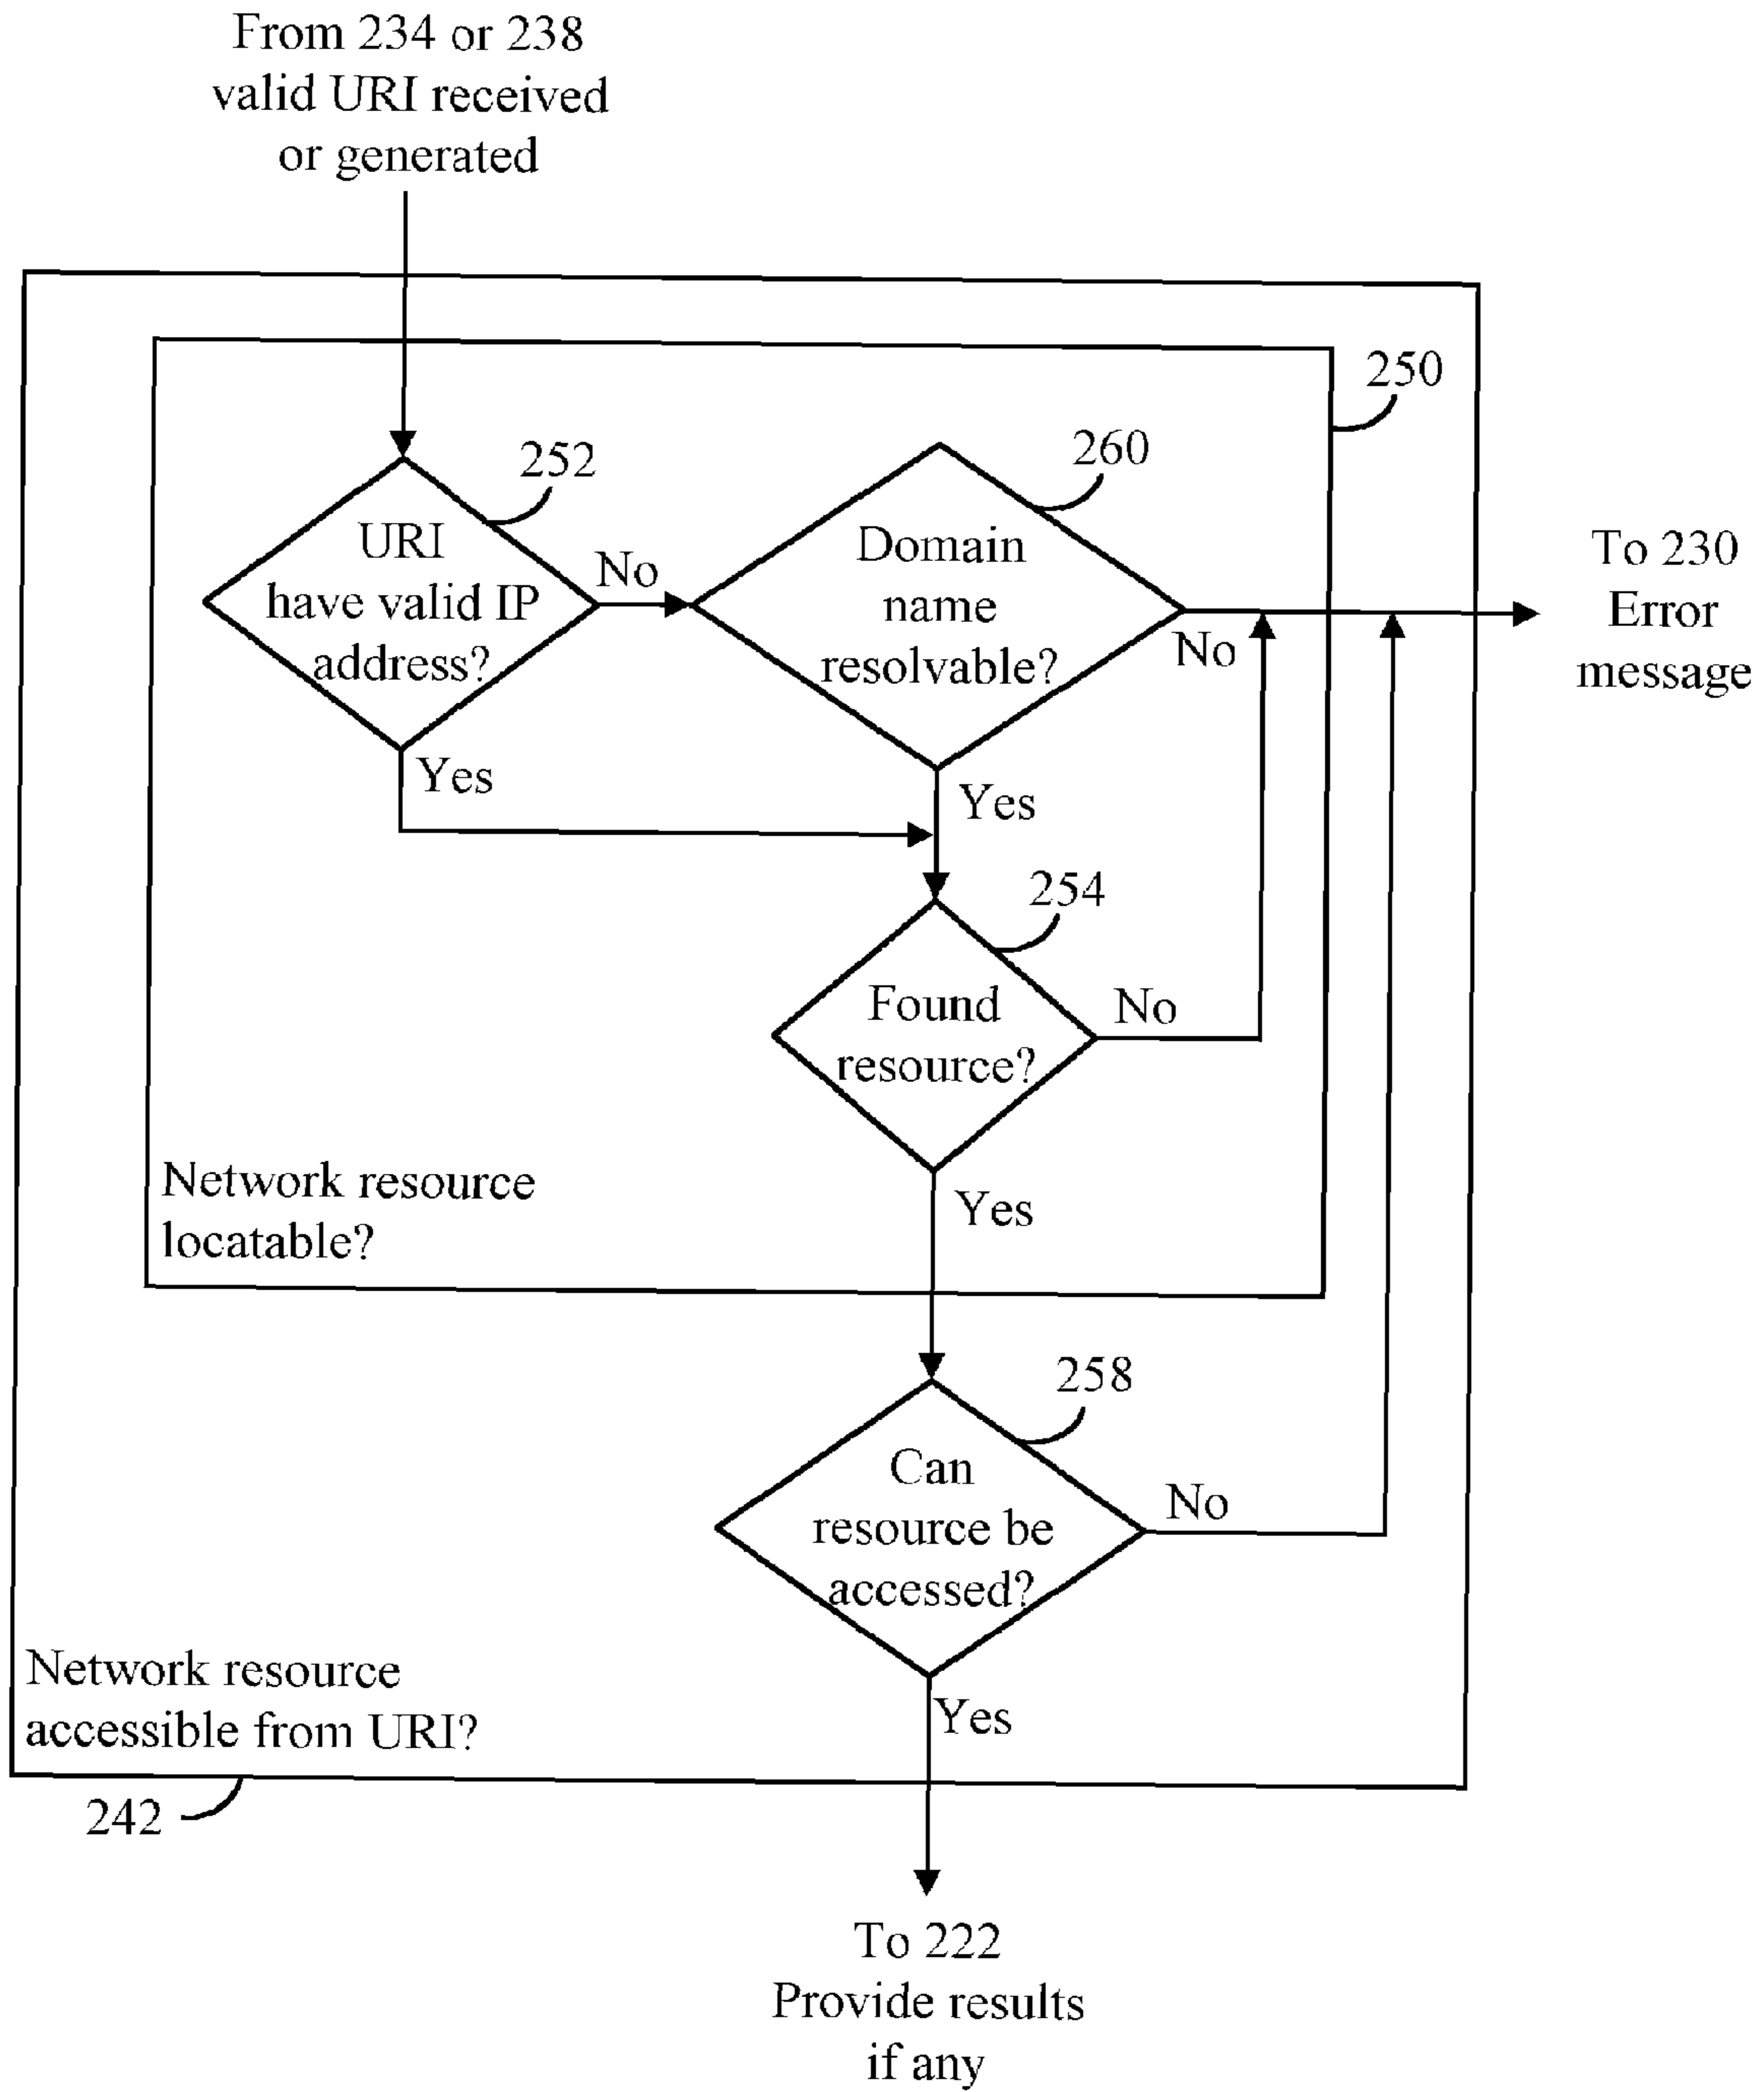 From 234 or 238
valid URI received
or generated
250
252
260
URI
have valid IP
address?
No
Domain
name
resolvable?
No
To 230
Error
message
Yes
Yes
254
Found
resource?
No
Yes
Network resource
locatable?
258
Can
resource be
accessed?
No
Yes
Network resource
accessible from URI?
242
To 222
Provide results
if any